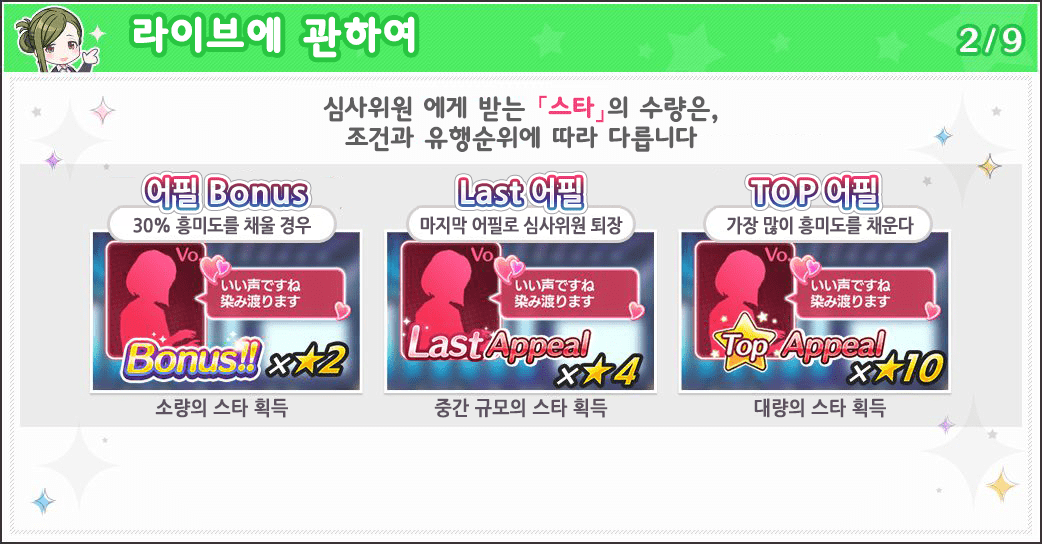 라이브에 관하여
2/9
심사위원 에게 받는 「스타」의 수량은,
조건과 유행순위에 따라 다릅니다
어필 Bonus
30% 흥미도를 채울 경우
Vo.
いい声ですね
染み渡ります
Bonus!! ×★2
소량의 스타 획득
Last 어필
마지막 어필로 심사위원 퇴장
Vo.
いい声ですね
染み渡ります
Last Appeal
×★4
중간 규모의 스타 획득
TOP 어필
가장 많이 흥미도를 채운다
Vo.
いい声ですね
染み渡ります
Top Appeal
×★10
대량의 스타 획득